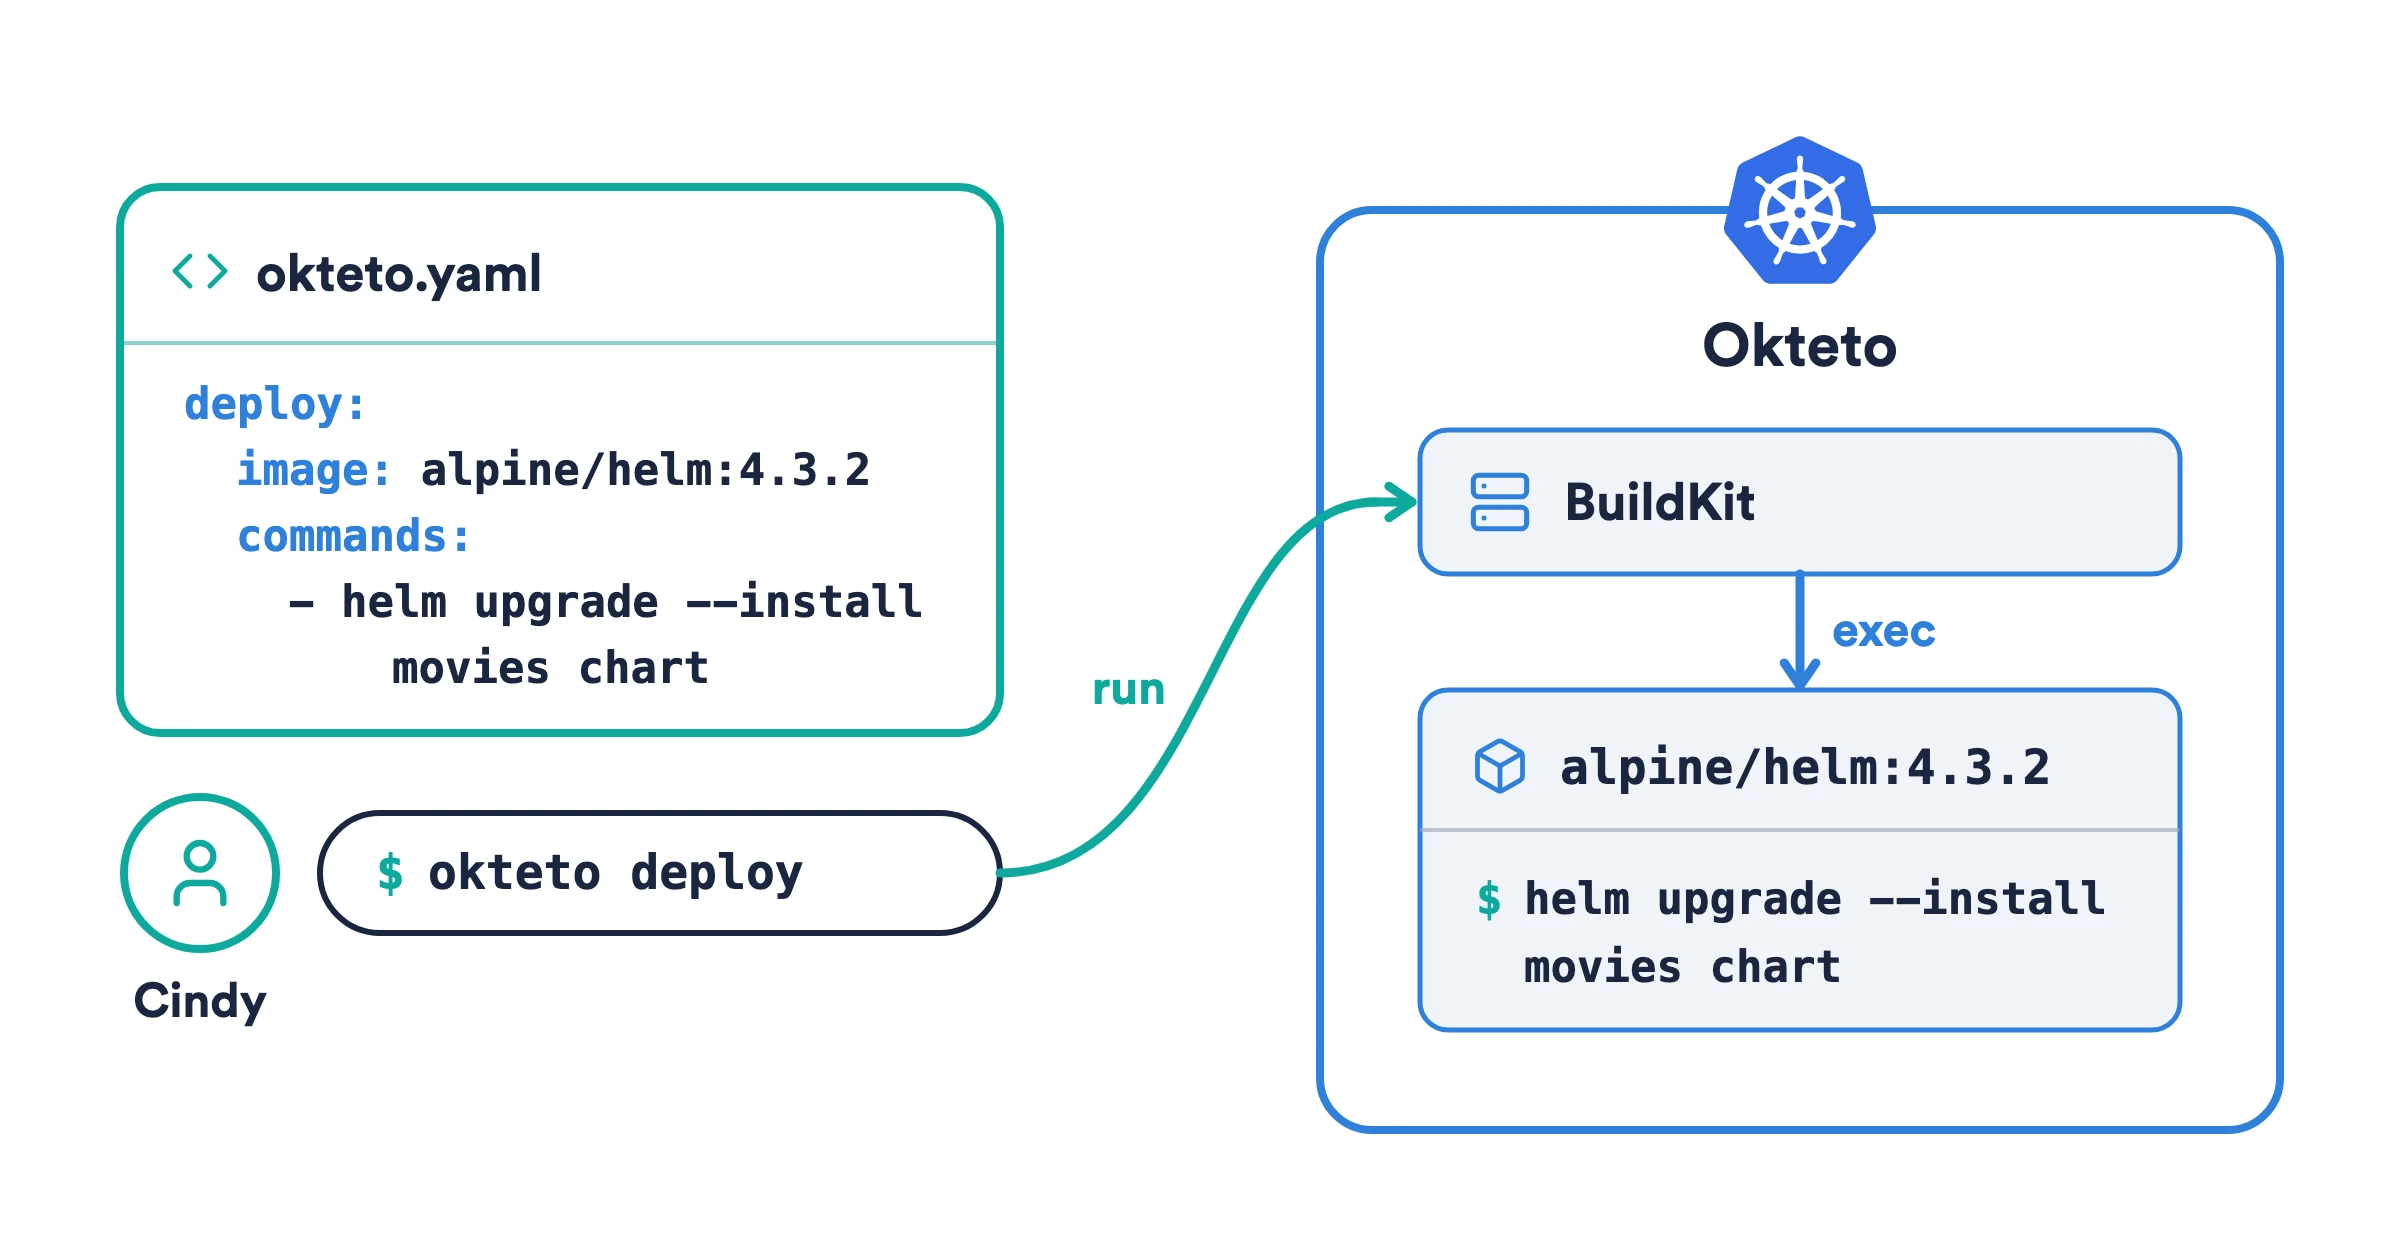 okteto.yaml
deploy:
image: alpine/helm:4.3.2
commands:
- helm upgrade --install
movies chart
$ okteto deploy
Cindy
run
Okteto
BuildKit
exec
alpine/helm:4.3.2
$ helm upgrade --install
movies chart